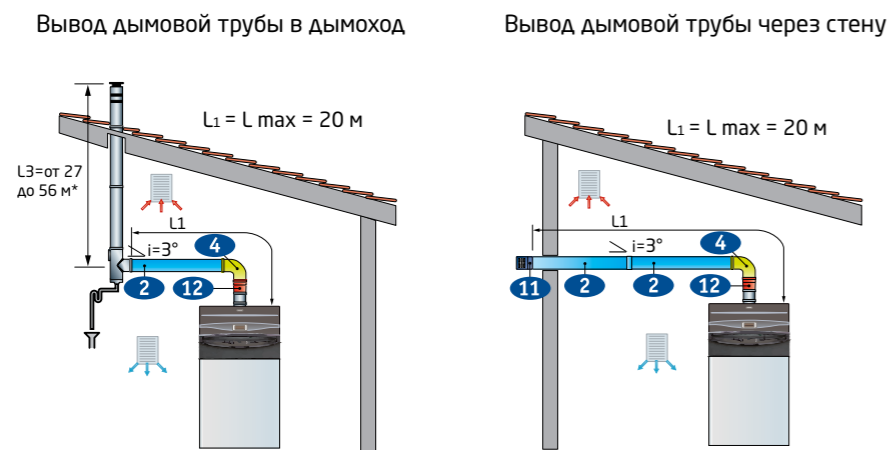 Вывод дымовой трубы в дымоход
L1 = L max = 20 м
L3=от 27
до 56 м*
L1
i=3°
4
2
12
Вывод дымовой трубы через стену
L1 = L max = 20 м
L1
i=3°
4
11
2
2
12